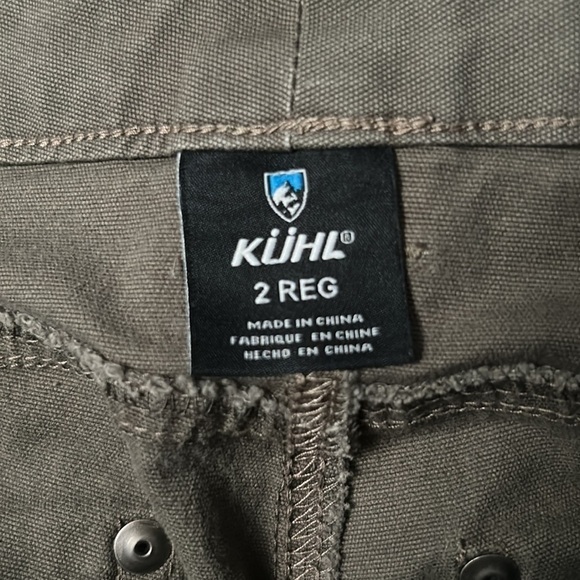 KÜHL®
2 REG
MADE IN CHINA
FABRIQUE EN CHINE
HECHO EN CHINA